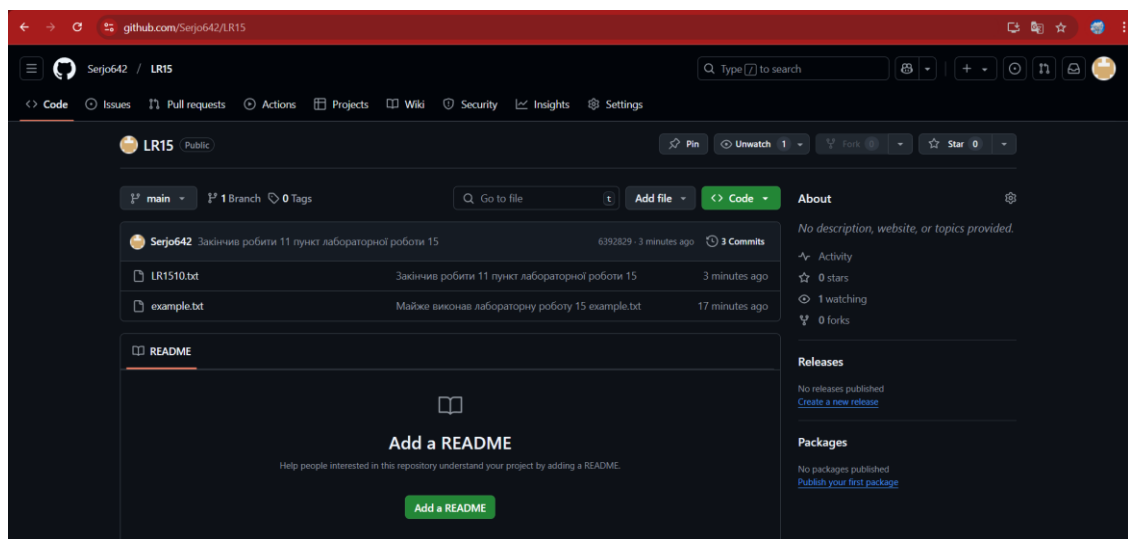 github.com/Serjo642/LR15
Serjo642 / LR15
Type / to search
Code Issues Pull requests Actions Projects Wiki Security Insights Settings
LR15 Public
Pin Unwatch 1 Fork 0 Star 0
main 1 Branch 0 Tags
Go to file t Add file Code
Serjo642 Закінчив робити 11 пункт лабораторної роботи 15 6392829 · 3 minutes ago 3 Commits
LR1510.txt Закінчив робити 11 пункт лабораторної роботи 15 3 minutes ago
example.txt Майже виконав лабораторну роботу 15 example.txt 17 minutes ago
README
Add a README
Help people interested in this repository understand your project by adding a README.
Add a README
About
No description, website, or topics provided.
Activity
0 stars
1 watching
0 forks
Releases
No releases published
Create a new release
Packages
No packages published
Publish your first package